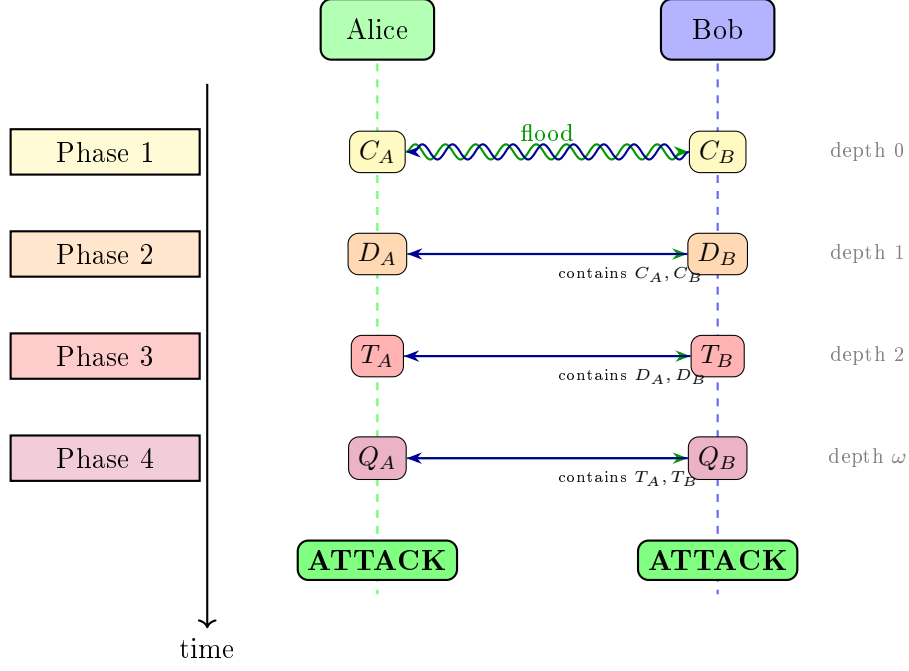 Alice Bob
flood
Phase 1 C_A C_B depth 0
Phase 2 D_A D_B depth 1
contains C_A, C_B
Phase 3 T_A T_B depth 2
contains D_A, D_B
Phase 4 Q_A Q_B depth ω
contains T_A, T_B
ATTACK ATTACK
time